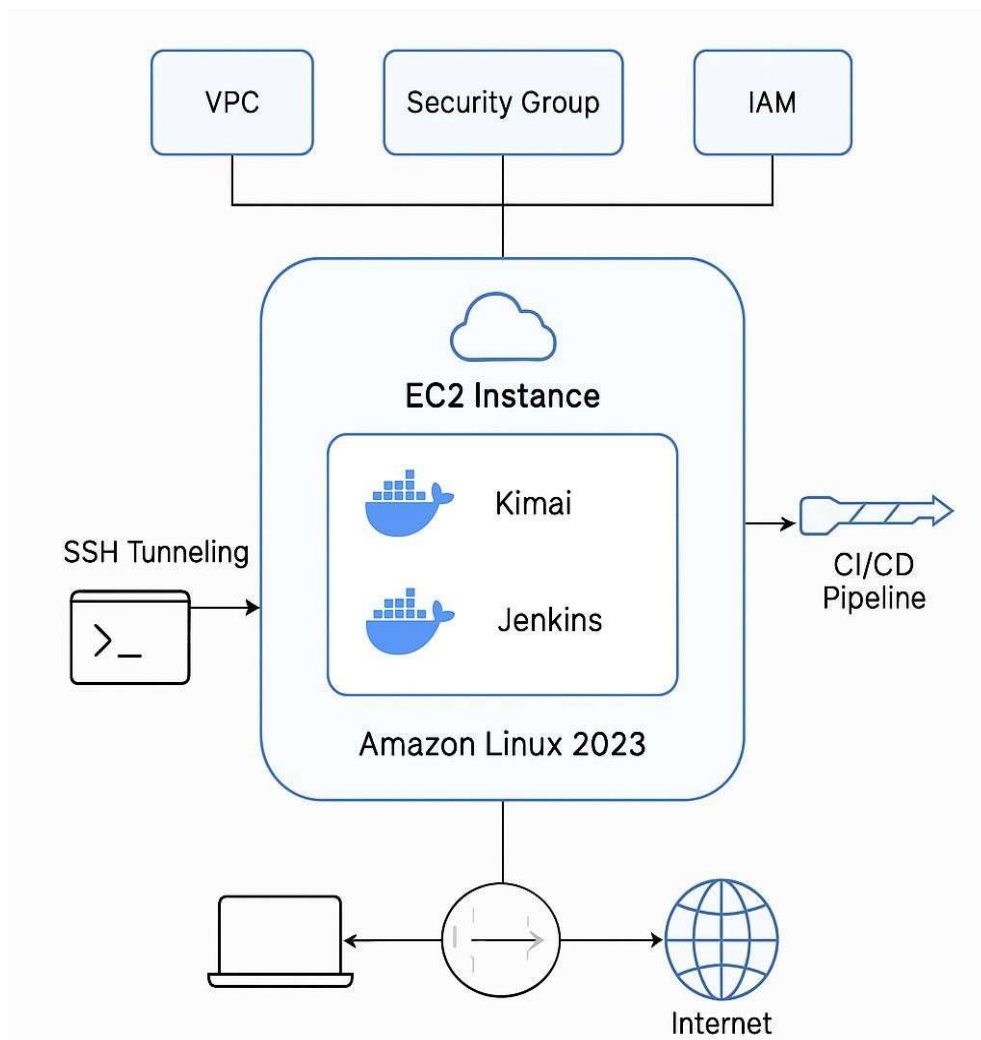 VPC
Security Group
IAM
EC2 Instance
Kimai
SSH Tunneling
>_
Jenkins
CI/CD
Pipeline
Amazon Linux 2023
Internet